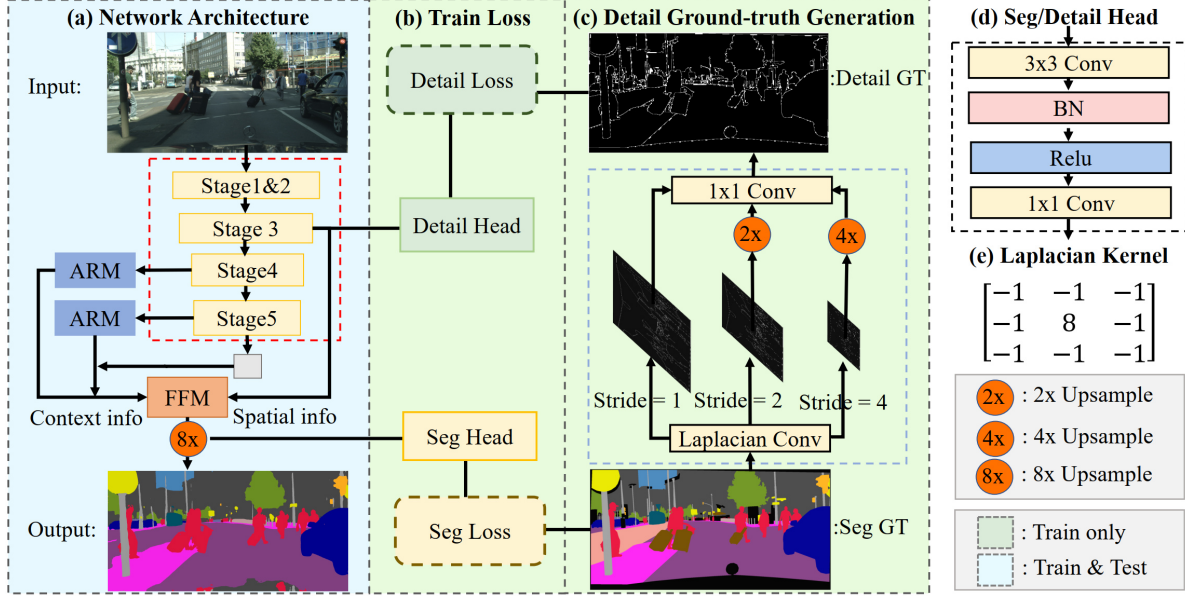 (a) Network Architecture
Input:
Stage1&2
Stage 3
Stage4
Stage5
ARM
ARM
FFM
Context info
Spatial info
8x
Output:
(b) Train Loss
Detail Loss
Detail Head
Seg Head
Seg Loss
(c) Detail Ground-truth Generation
:Detail GT
1x1 Conv
2x
4x
Stride = 1
Stride = 2
Stride = 4
Laplacian Conv
:Seg GT
(d) Seg/Detail Head
3x3 Conv
BN
Relu
1x1 Conv
(e) Laplacian Kernel
−1 −1 −1
−1 8 −1
−1 −1 −1
2x : 2x Upsample
4x : 4x Upsample
8x : 8x Upsample
: Train only
: Train & Test